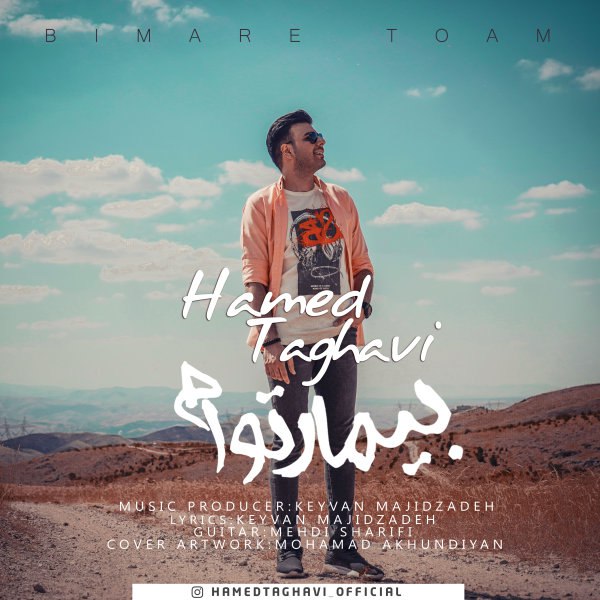 BIMARE TOAM
Hamed
Taghavi
بیمار توام
MUSIC PRODUCER:KEYVAN MAJIDZADEH
LYRICS:KEYVAN MAJIDZADEH
GUITAR:MEHDI SHARIFI
COVER ARTWORK:MOHAMAD AKHUNDIYAN
HAMEDTAGHAVI_OFFICIAL